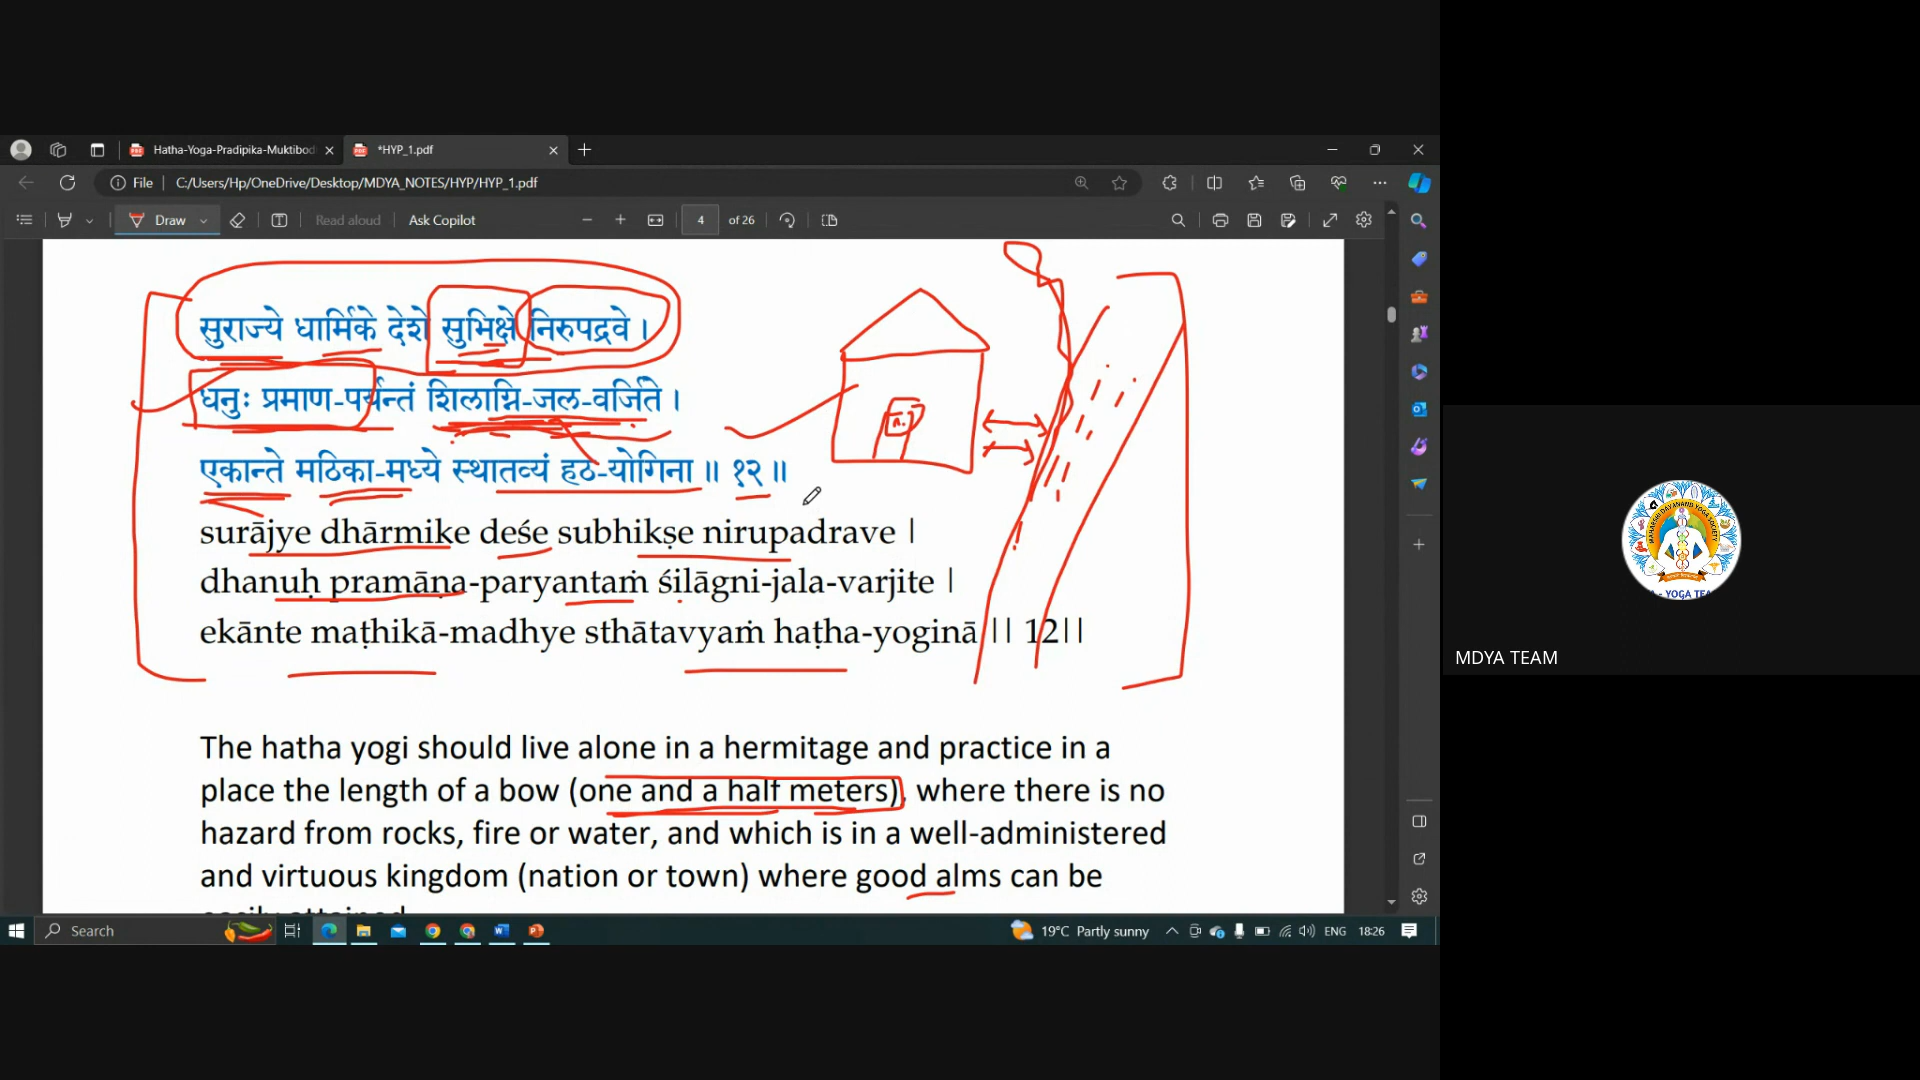 Hatha-Yoga-Pradipika-Muktibod
*HYP_1.pdf
File
C:/Users/Hp/OneDrive/Desktop/MDYA_NOTES/HYP/HYP_1.pdf
Draw
Read aloud
Ask Copilot
4
of 26
सुराज्ये धार्मिके देशे सुभिक्षे निरुपद्रवे ।
धनुः प्रमाण-पर्यन्तं शिलाग्नि-जल-वर्जिते ।
एकान्ते मठिका-मध्ये स्थातव्यं हठ-योगिना ॥ १२ ॥
surājye dhārmike deśe subhikṣe nirupadrave |
dhanuḥ pramāṇa-paryantaṁ śilāgni-jala-varjite |
ekānte maṭhikā-madhye sthātavyaṁ haṭha-yoginā || 12||
The hatha yogi should live alone in a hermitage and practice in a
place the length of a bow (one and a half meters), where there is no
hazard from rocks, fire or water, and which is in a well-administered
and virtuous kingdom (nation or town) where good alms can be
easily attained
MDYA TEAM
Search
19°C Partly sunny
ENG
18:26